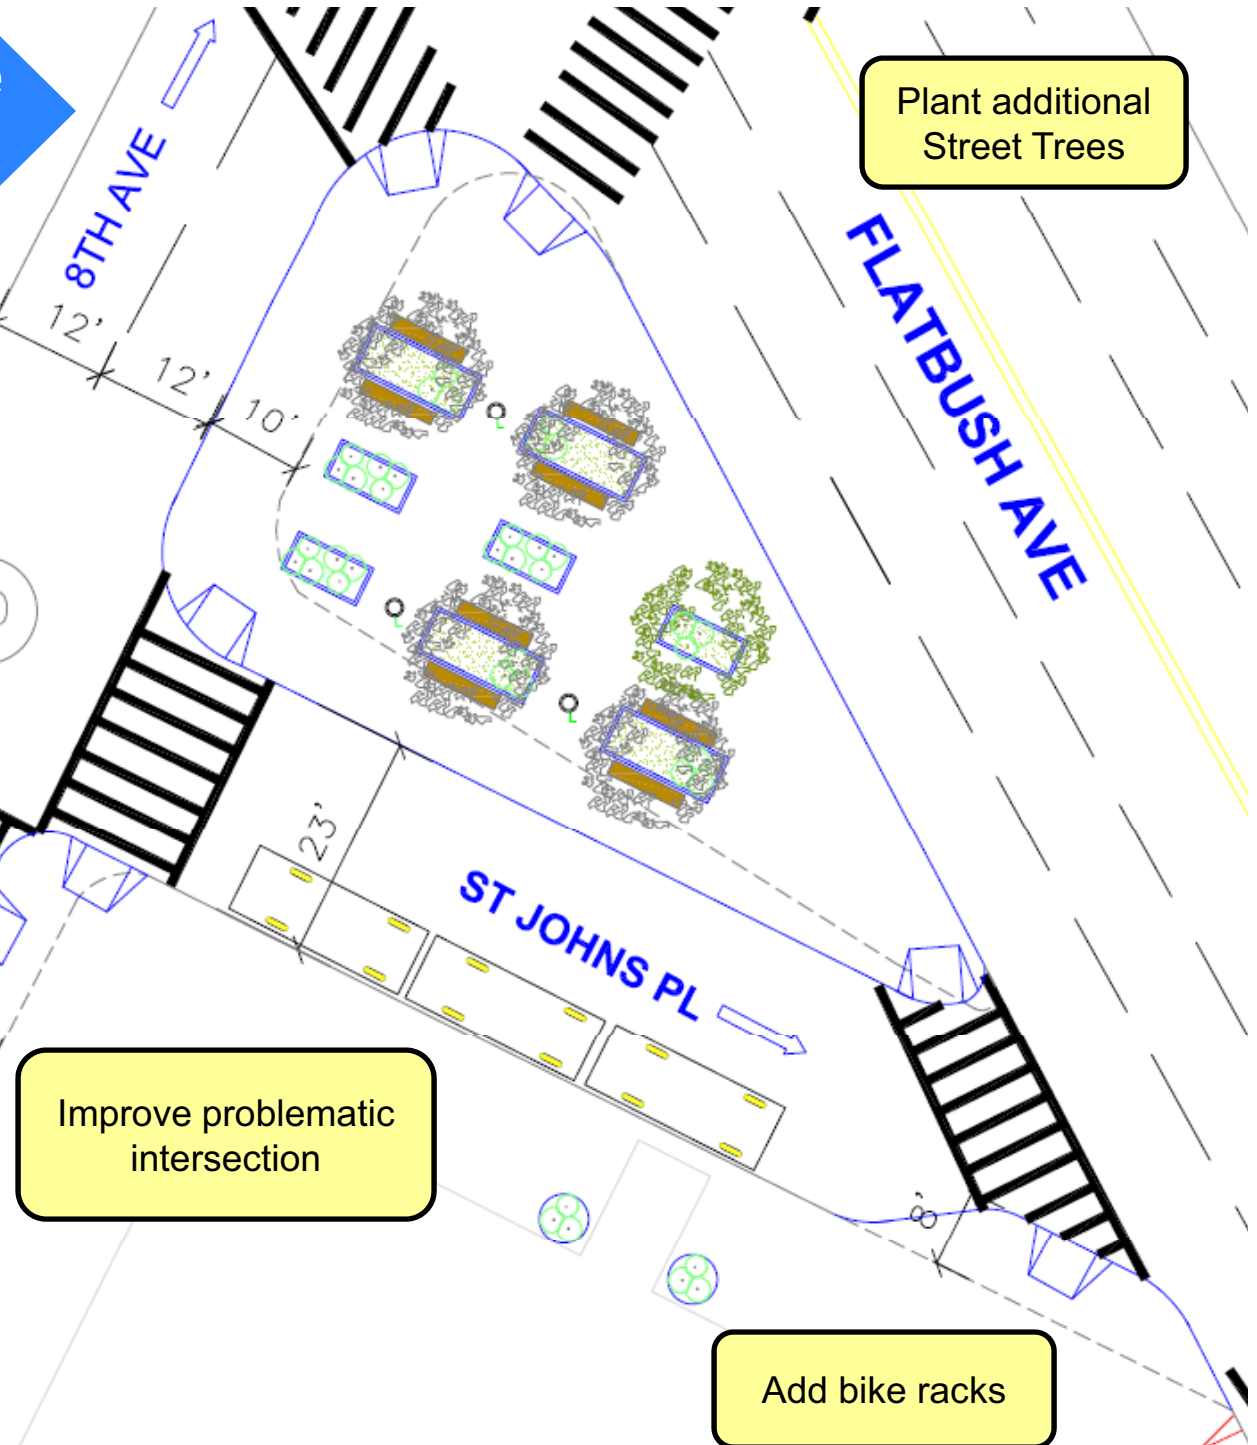 Plant additional
Street Trees
8TH AVE
FLATBUSH AVE
12'
12'
10'
23'
ST JOHNS PL
Improve problematic
intersection
8'
Add bike racks